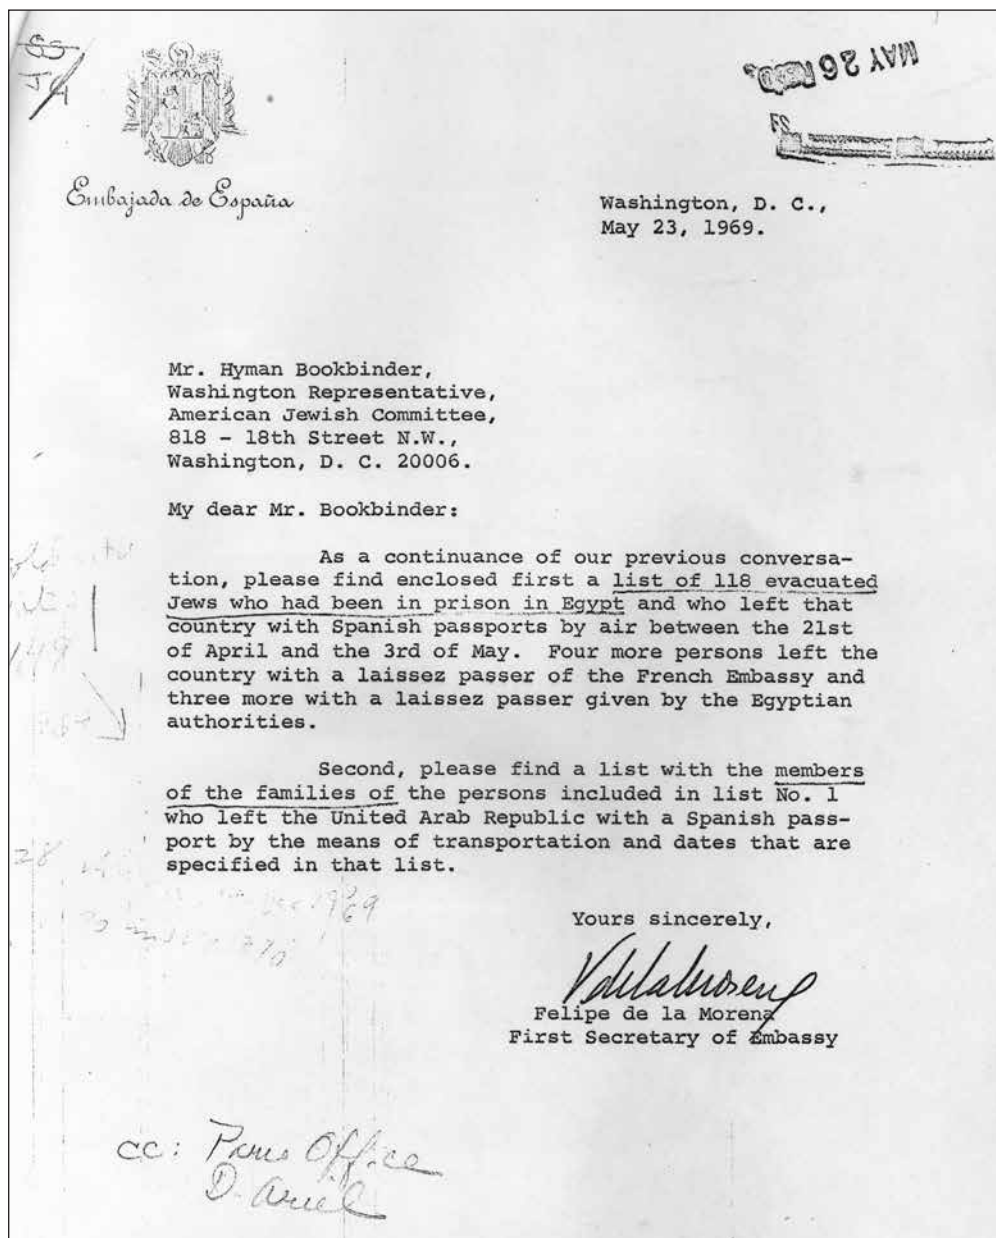 MAY 26
Embajada de España
Washington, D. C.,
May 23, 1969.
Mr. Hyman Bookbinder,
Washington Representative,
American Jewish Committee,
818 - 18th Street N.W.,
Washington, D. C. 20006.
My dear Mr. Bookbinder:
As a continuance of our previous conversa-
tion, please find enclosed first a list of 118 evacuated
Jews who had been in prison in Egypt and who left that
country with Spanish passports by air between the 21st
of April and the 3rd of May. Four more persons left the
country with a laissez passer of the French Embassy and
three more with a laissez passer given by the Egyptian
authorities.
Second, please find a list with the members
of the families of the persons included in list No. 1
who left the United Arab Republic with a Spanish pass-
port by the means of transportation and dates that are
specified in that list.
1969
Yours sincerely,
Felipe de la Morena
First Secretary of Embassy
cc: Paris Office
D. Ariel